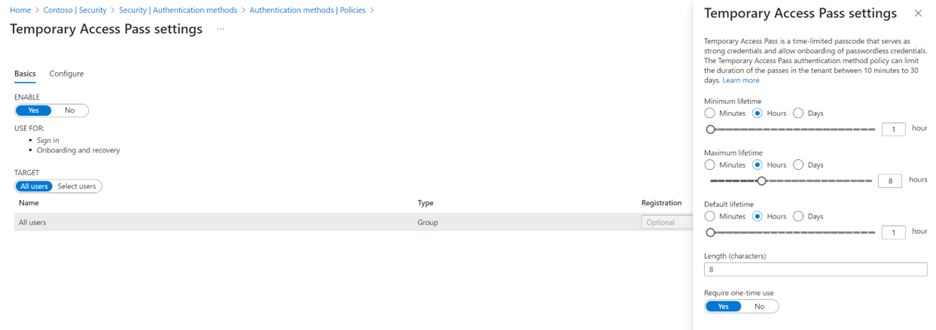 Home > Contoso | Security > Security | Authentication methods > Authentication methods | Policies >
Temporary Access Pass settings ...
Basics Configure
ENABLE
Yes No
USE FOR:
• Sign in
• Onboarding and recovery
TARGET
All users Select users
Name Type Registration
All users Group Optional
Temporary Access Pass settings ×
Temporary Access Pass is a time-limited passcode that serves as
strong credentials and allow onboarding of passwordless credentials.
The Temporary Access Pass authentication method policy can limit
the duration of the passes in the tenant between 10 minutes to 30
days. Learn more
Minimum lifetime
Minutes Hours Days
1 hour
Maximum lifetime
Minutes Hours Days
8 hours
Default lifetime
Minutes Hours Days
1 hour
Length (characters)
8
Require one-time use
Yes No